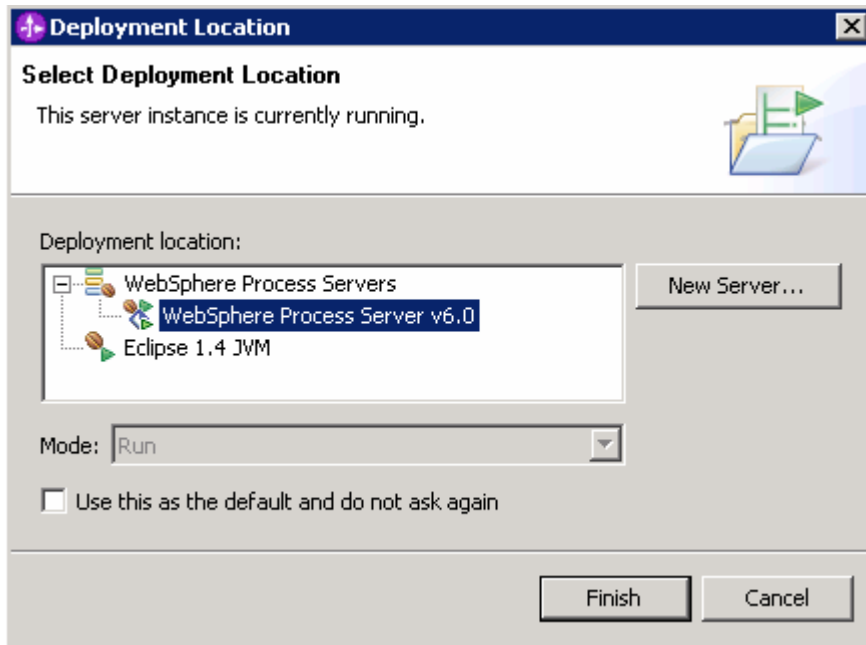 Deployment Location
Select Deployment Location
This server instance is currently running.
Deployment location:
WebSphere Process Servers
New Server...
WebSphere Process Server v6.0
Eclipse 1.4 JVM
Mode: Run
Use this as the default and do not ask again
Finish Cancel